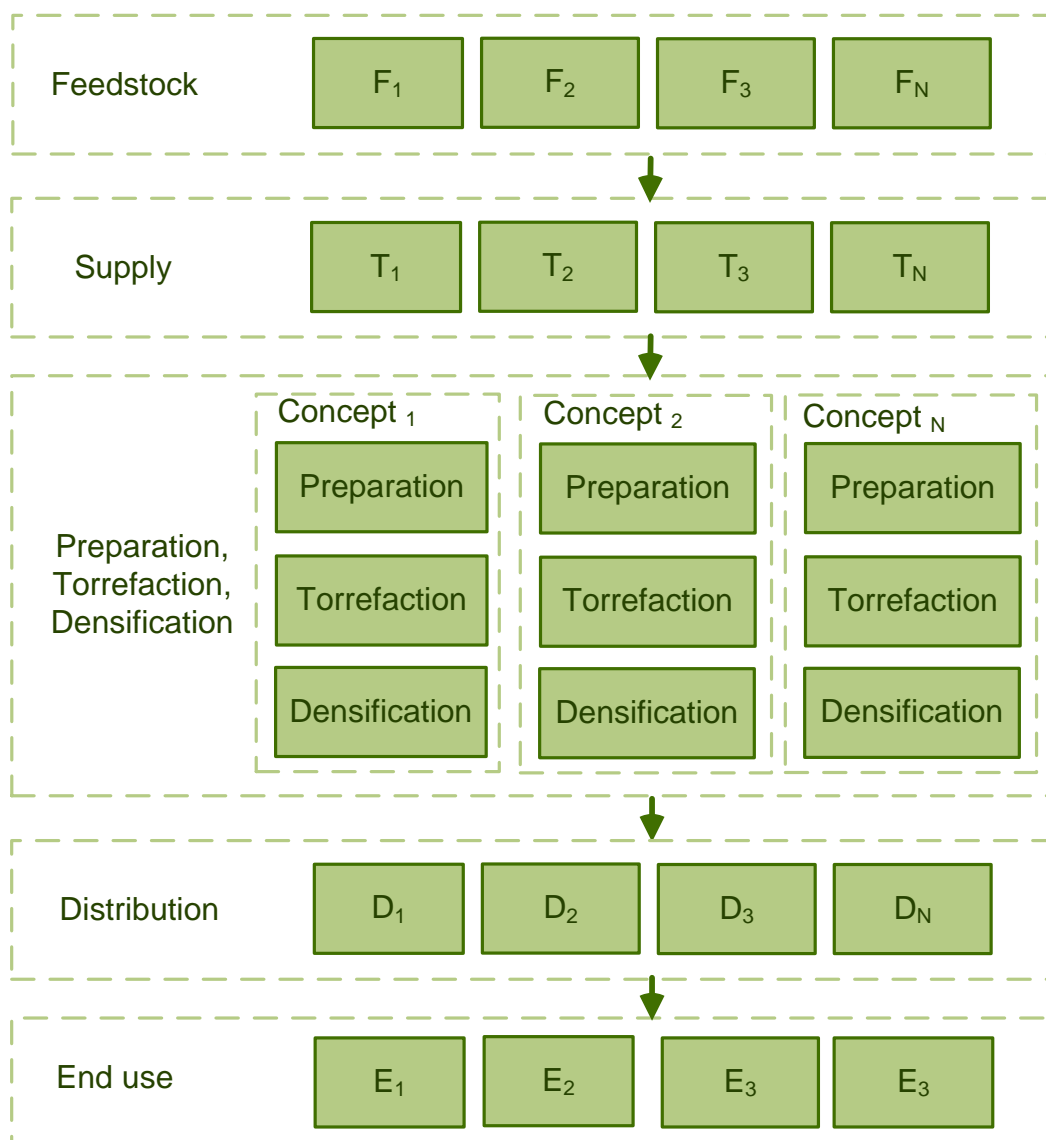 Feedstock F1 F2 F3 FN
Supply T1 T2 T3 TN
Concept 1 Concept 2 Concept N
Preparation Preparation Preparation
Preparation,
Torrefaction,
Densification
Torrefaction Torrefaction Torrefaction
Densification Densification Densification
Distribution D1 D2 D3 DN
End use E1 E2 E3 E3